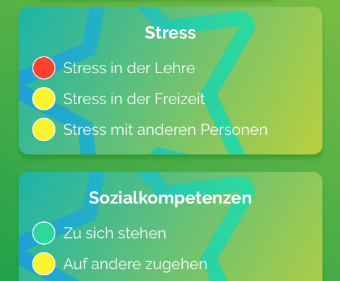 Stress
Stress in der Lehre
Stress in der Freizeit
Stress mit anderen Personen
Sozialkompetenzen
Zu sich stehen
Auf andere zugehen